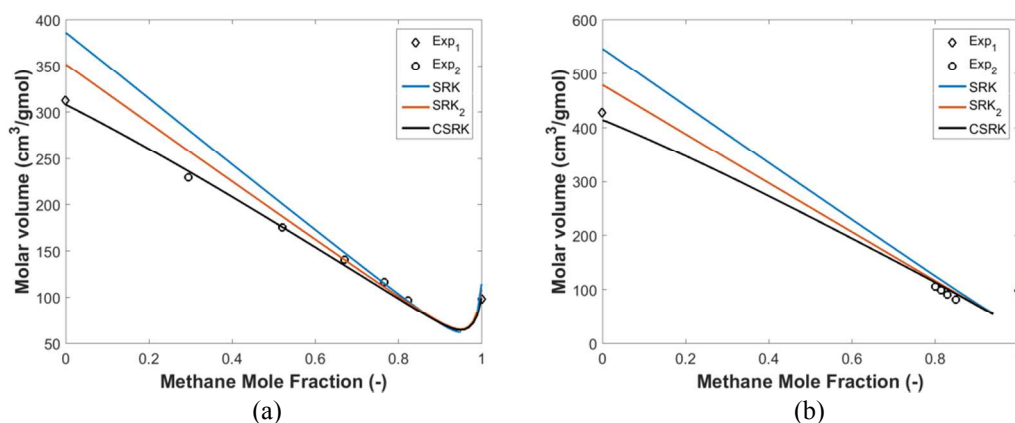 400
350
300
250
200
150
100
50
Molar volume (cm³/gmol)
0
0.2
0.4
0.6
0.8
1
Methane Mole Fraction (-)
Exp₁
Exp₂
SRK
SRK₂
CSRK
(a)
600
500
400
300
200
100
0
Molar volume (cm³/gmol)
0
0.2
0.4
0.6
0.8
1
Methane Mole Fraction (-)
Exp₁
Exp₂
SRK
SRK₂
CSRK
(b)